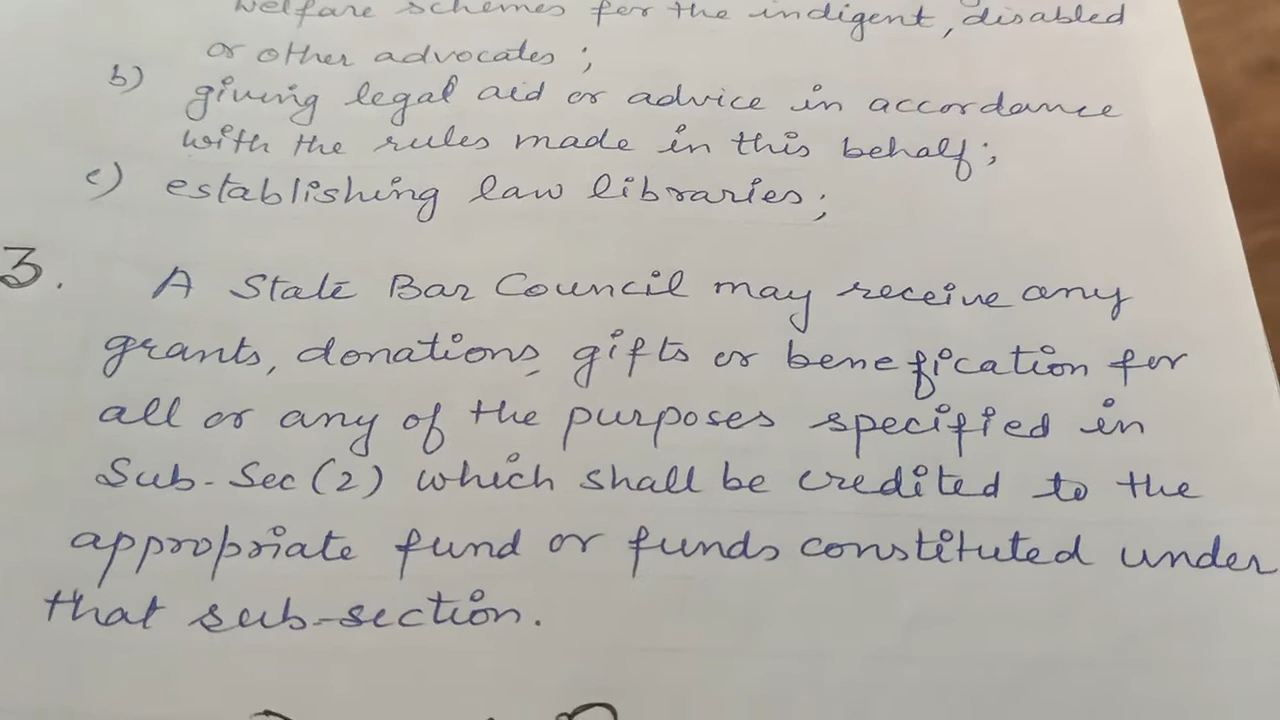 welfare schemes for the indigent, disabled
or other advocates ;
b) giving legal aid or advice in accordance
with the rules made in this behalf;
c) establishing law libraries;
3. A State Bar Council may receive any
grants, donations, gifts or benefication for
all or any of the purposes specified in
Sub-Sec (2) which shall be credited to the
appropriate fund or funds constituted under
that sub-section.